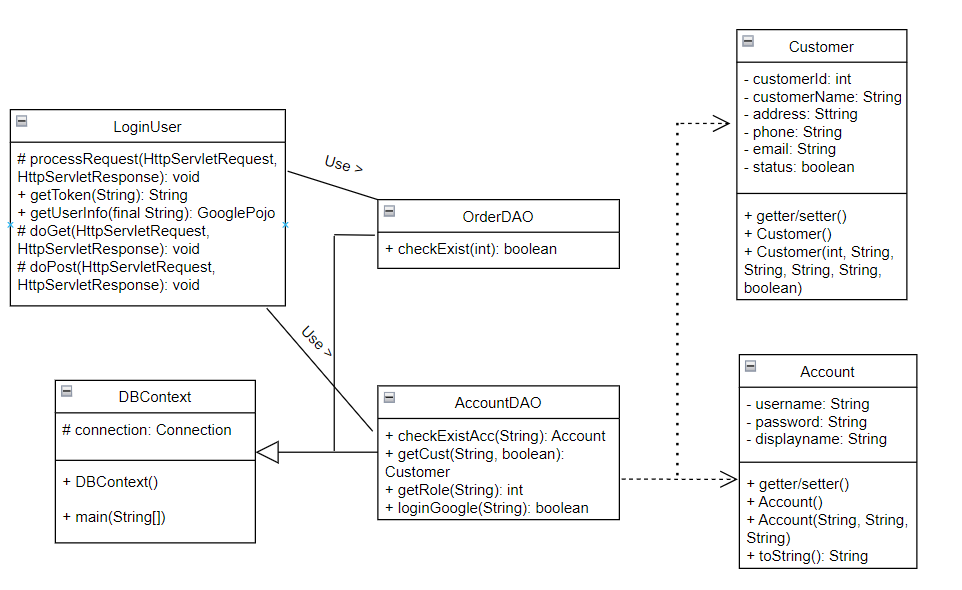 LoginUser
# processRequest(HttpServletRequest,
HttpServletResponse): void
+ getToken(String): String
+ getUserInfo(final String): GooglePojo
# doGet(HttpServletRequest,
HttpServletResponse): void
# doPost(HttpServletRequest,
HttpServletResponse): void
Use >
Use >
OrderDAO
+ checkExist(int): boolean
DBContext
# connection: Connection
+ DBContext()
+ main(String[])
AccountDAO
+ checkExistAcc(String): Account
+ getCust(String, boolean):
Customer
+ getRole(String): int
+ loginGoogle(String): boolean
Customer
- customerId: int
- customerName: String
- address: Sttring
- phone: String
- email: String
- status: boolean
+ getter/setter()
+ Customer()
+ Customer(int, String,
String, String, String,
boolean)
Account
- username: String
- password: String
- displayname: String
+ getter/setter()
+ Account()
+ Account(String, String,
String)
+ toString(): String